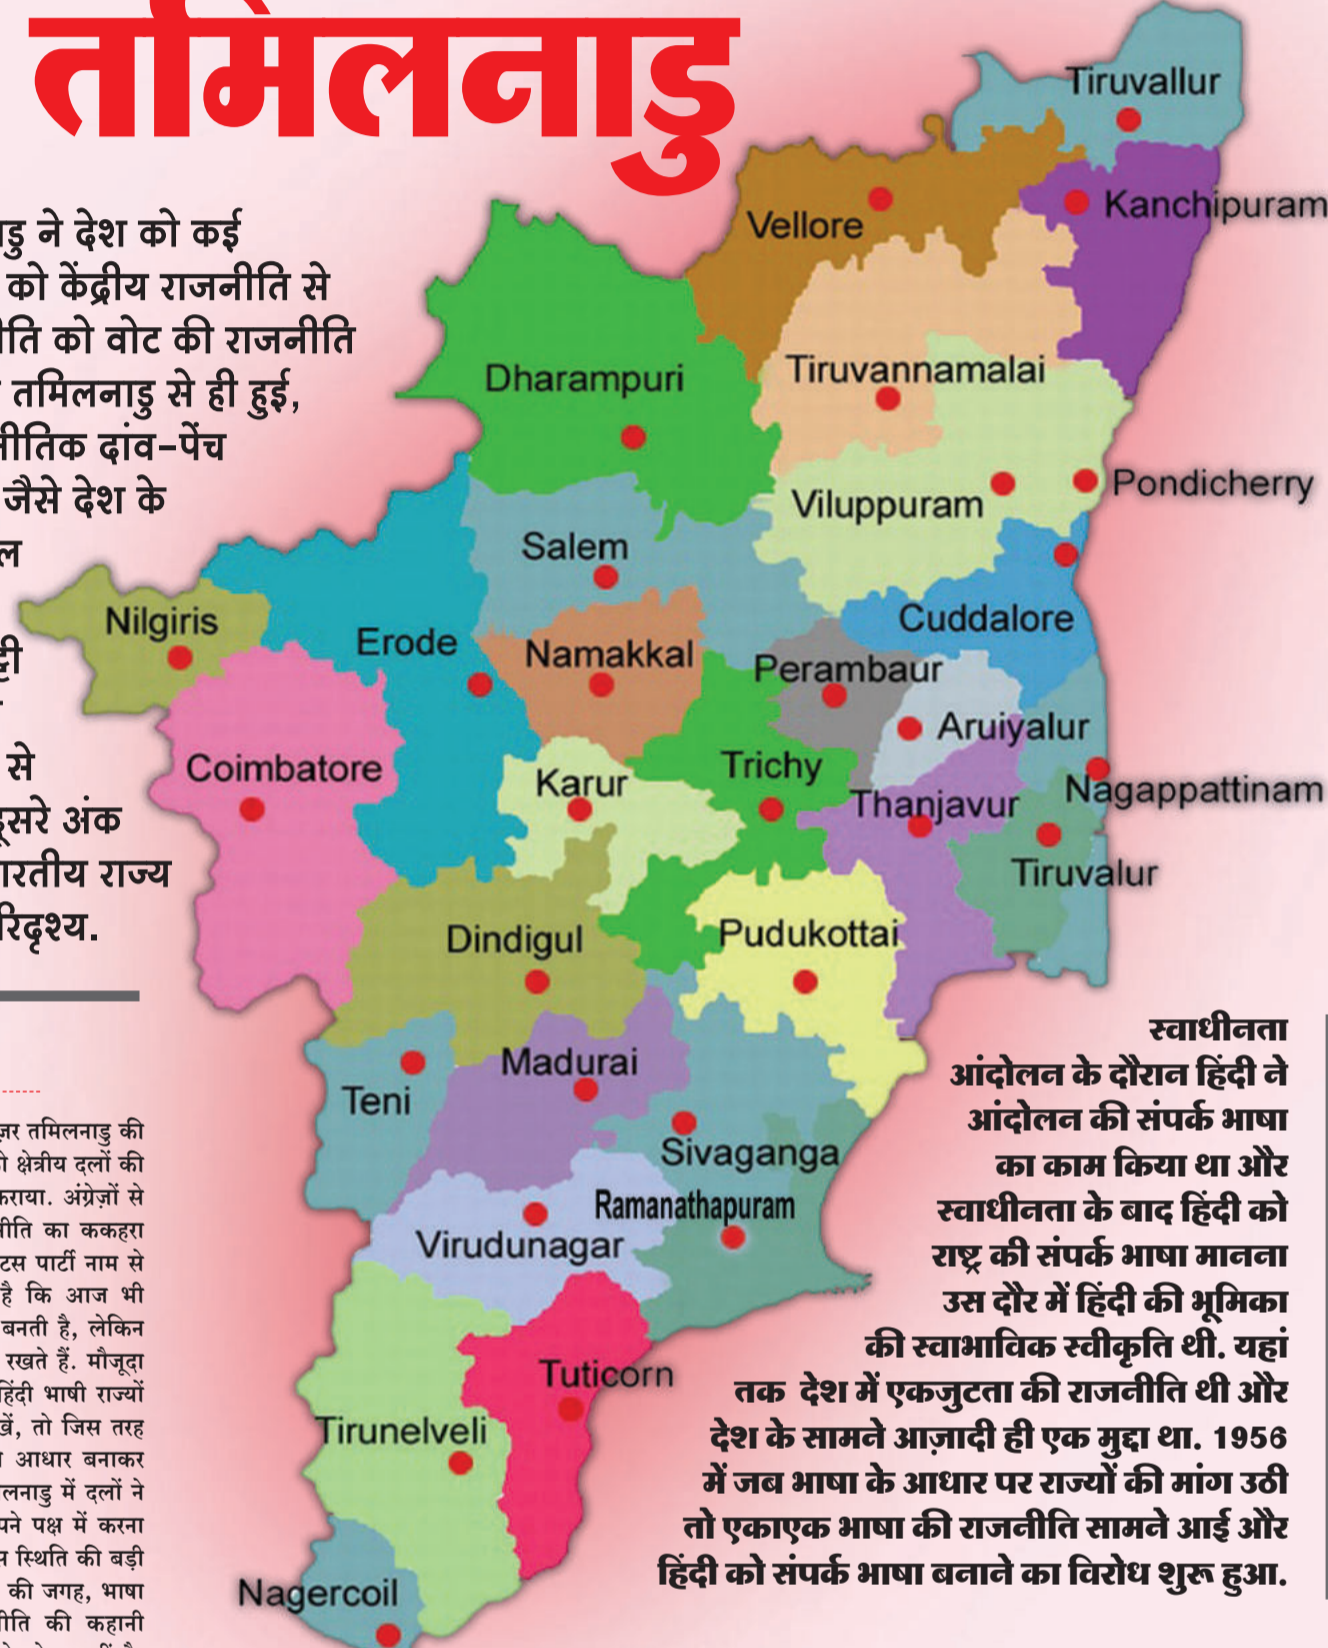 तमिलनाडु
ने देश को कई
को केंद्रीय राजनीति से
को वोट की राजनीति
तमिलनाडु से ही हुई,
दांव-पेंच
जैसे देश के
से
दूसरे अंक
राज्य
Tiruvallur
Kanchipuram
Vellore
Dharampuri
Tiruvannamalai
Viluppuram
Pondicherry
Salem
Nilgiris
Erode
Namakkal
Cuddalore
Perambaur
Aruiyalur
Coimbatore
Karur
Trichy
Thanjavur
Nagappattinam
Tiruvalur
Dindigul
Pudukottai
Madurai
Teni
Sivaganga
Ramanathapuram
Virudunagar
Tuticorn
Tirunelveli
Nagercoil
तमिलनाडु की
क्षेत्रीय दलों की
कराया. अंग्रेज़ों से
का ककहरा
पार्टी नाम से
है कि आज भी
बनती है, लेकिन
रखते हैं. मौजूदा
हिंदी भाषी राज्यों
तो जिस तरह
आधार बनाकर
में दलों ने
पक्ष में करना
स्थिति की बड़ी
की जगह, भाषा
की कहानी
स्वाधीनता
आंदोलन के दौरान हिंदी ने
आंदोलन की संपर्क भाषा
का काम किया था और
स्वाधीनता के बाद हिंदी को
राष्ट्र की संपर्क भाषा मानना
उस दौर में हिंदी की भूमिका
की स्वाभाविक स्वीकृति थी. यहां
तक देश में एकजुटता की राजनीति थी और
देश के सामने आज़ादी ही एक मुद्दा था. 1956
में जब भाषा के आधार पर राज्यों की मांग उठी
तो एकाएक भाषा की राजनीति सामने आई और
हिंदी को संपर्क भाषा बनाने का विरोध शुरू हुआ.